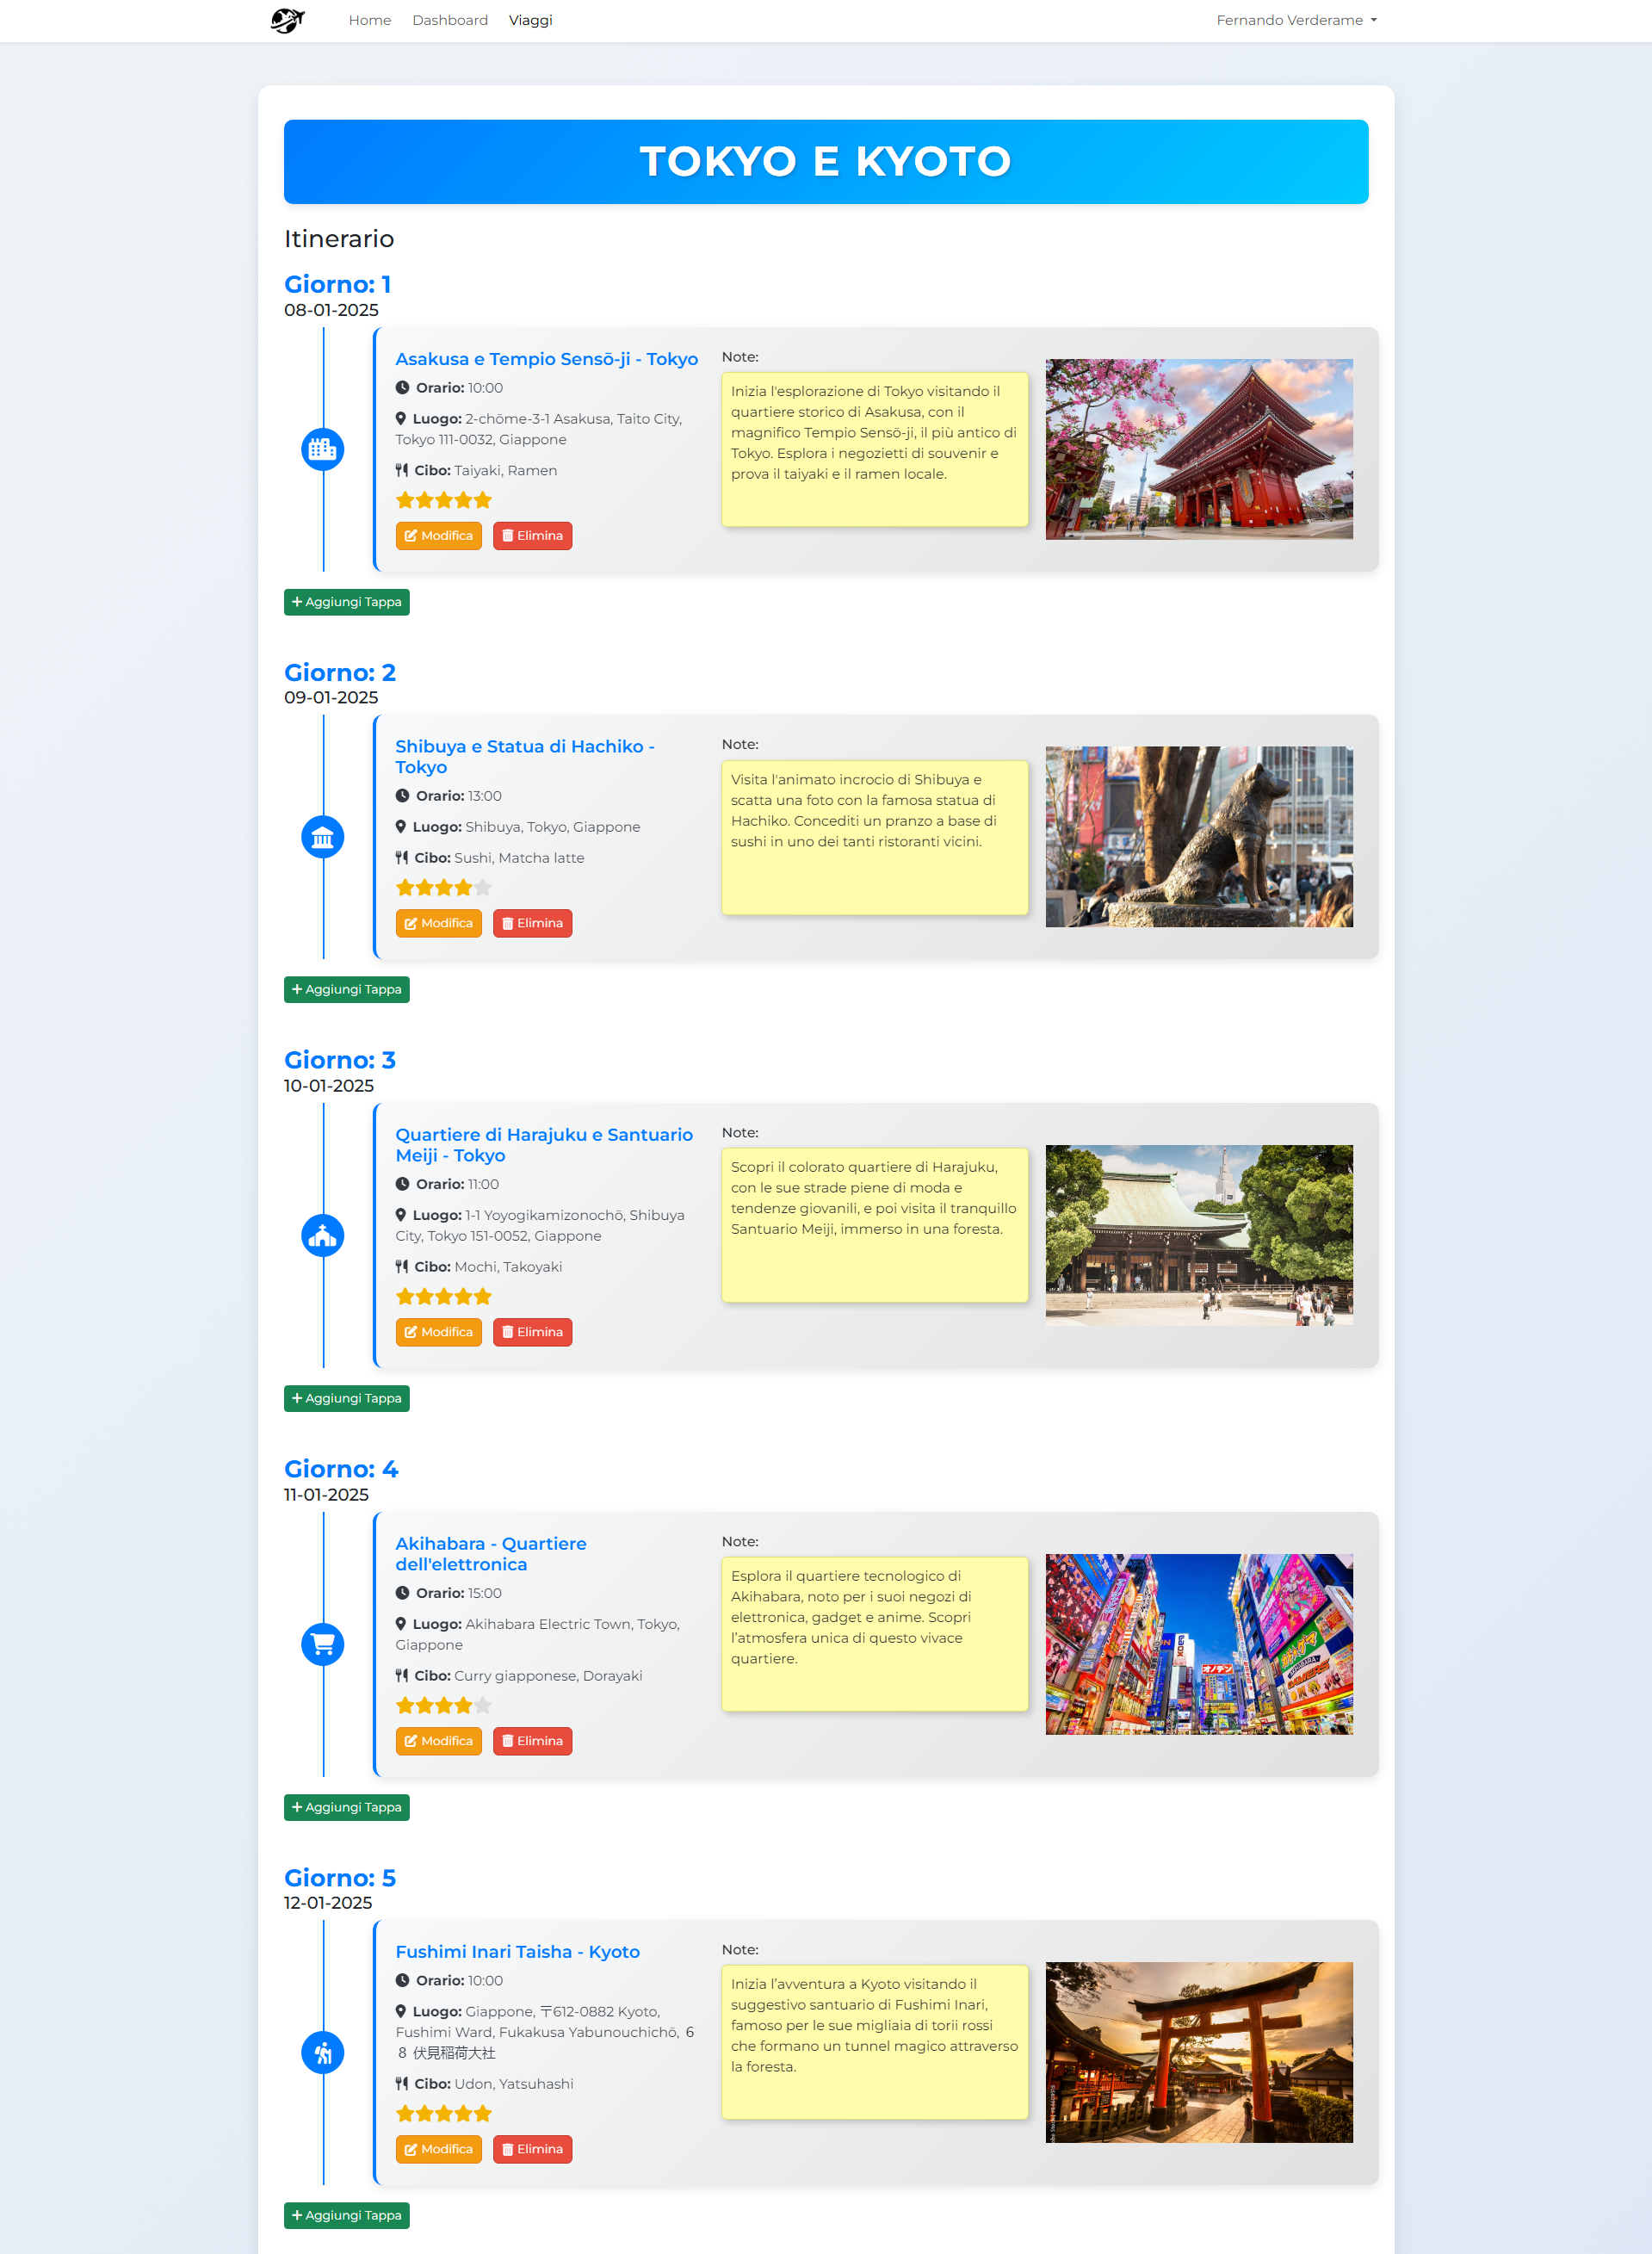 Home Dashboard Viaggi Fernando Verderame
TOKYO E KYOTO
Itinerario
Giorno: 1
08-01-2025
Asakusa e Tempio Sensō-ji - Tokyo
Orario: 10:00
Luogo: 2-chōme-3-1 Asakusa, Taito City,
Tokyo 111-0032, Giappone
Cibo: Taiyaki, Ramen
Modifica Elimina
Note:
Inizia l'esplorazione di Tokyo visitando il
quartiere storico di Asakusa, con il
magnifico Tempio Sensō-ji, il più antico di
Tokyo. Esplora i negozietti di souvenir e
prova il taiyaki e il ramen locale.
Aggiungi Tappa
Giorno: 2
09-01-2025
Shibuya e Statua di Hachiko -
Tokyo
Orario: 13:00
Luogo: Shibuya, Tokyo, Giappone
Cibo: Sushi, Matcha latte
Modifica Elimina
Note:
Visita l'animato incrocio di Shibuya e
scatta una foto con la famosa statua di
Hachiko. Concediti un pranzo a base di
sushi in uno dei tanti ristoranti vicini.
Aggiungi Tappa
Giorno: 3
10-01-2025
Quartiere di Harajuku e Santuario
Meiji - Tokyo
Orario: 11:00
Luogo: 1-1 Yoyogikamizonochō, Shibuya
City, Tokyo 151-0052, Giappone
Cibo: Mochi, Takoyaki
Modifica Elimina
Note:
Scopri il colorato quartiere di Harajuku,
con le sue strade piene di moda e
tendenze giovanili, e poi visita il tranquillo
Santuario Meiji, immerso in una foresta.
Aggiungi Tappa
Giorno: 4
11-01-2025
Akihabara - Quartiere
dell'elettronica
Orario: 15:00
Luogo: Akihabara Electric Town, Tokyo,
Giappone
Cibo: Curry giapponese, Dorayaki
Modifica Elimina
Note:
Esplora il quartiere tecnologico di
Akihabara, noto per i suoi negozi di
elettronica, gadget e anime. Scopri
l’atmosfera unica di questo vivace
quartiere.
オノデン
Aggiungi Tappa
Giorno: 5
12-01-2025
Fushimi Inari Taisha - Kyoto
Orario: 10:00
Luogo: Giappone, 〒612-0882 Kyoto,
Fushimi Ward, Fukakusa Yabunouchichō, ６
８ 伏見稲荷大社
Cibo: Udon, Yatsuhashi
Modifica Elimina
Note:
Inizia l’avventura a Kyoto visitando il
suggestivo santuario di Fushimi Inari,
famoso per le sue migliaia di torii rossi
che formano un tunnel magico attraverso
la foresta.
Aggiungi Tappa